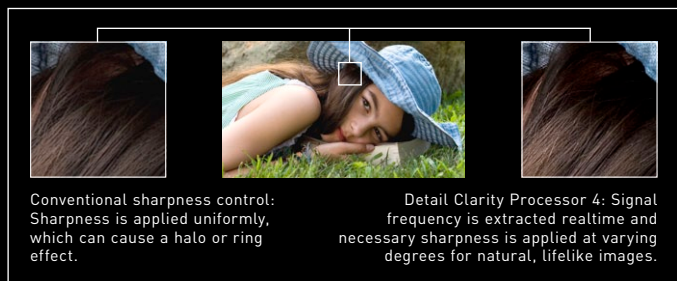 Conventional sharpness control:
Sharpness is applied uniformly,
which can cause a halo or ring
effect.
Detail Clarity Processor 4: Signal
frequency is extracted realtime and
necessary sharpness is applied at varying
degrees for natural, lifelike images.